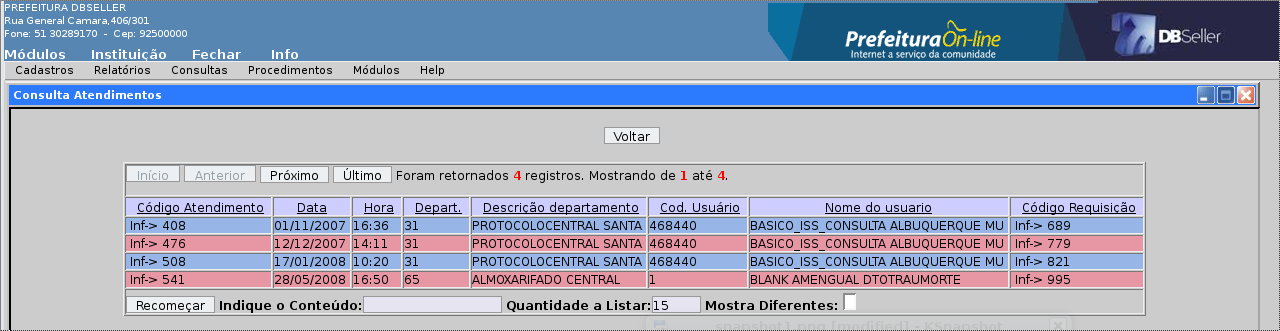 PREFEITURA DBSELLER
Rua General Camara,406/301
Fone: 51 30289170 - Cep: 92500000
Prefeitura On-line
Internet a serviço da comunidade
DBSeller
Módulos Instituição Fechar Info
Cadastros Relatórios Consultas Procedimentos Módulos Help
Consulta Atendimentos
Voltar
Início Anterior Próximo Último Foram retornados 4 registros. Mostrando de 1 até 4.
Código Atendimento Data Hora Depart. Descrição departamento Cod. Usuário Nome do usuario Código Requisição
Inf-> 408 01/11/2007 16:36 31 PROTOCOLOCENTRAL SANTA 468440 BASICO_ISS_CONSULTA ALBUQUERQUE MU Inf-> 689
Inf-> 476 12/12/2007 14:11 31 PROTOCOLOCENTRAL SANTA 468440 BASICO_ISS_CONSULTA ALBUQUERQUE MU Inf-> 779
Inf-> 508 17/01/2008 10:20 31 PROTOCOLOCENTRAL SANTA 468440 BASICO_ISS_CONSULTA ALBUQUERQUE MU Inf-> 821
Inf-> 541 28/05/2008 16:50 65 ALMOXARIFADO CENTRAL 1 BLANK AMENGUAL DTOTRAUMORTE Inf-> 995
Recomeçar Indique o Conteúdo: Quantidade a Listar: 15 Mostra Diferentes:
snapshot1.png [modified] - KSnapshot